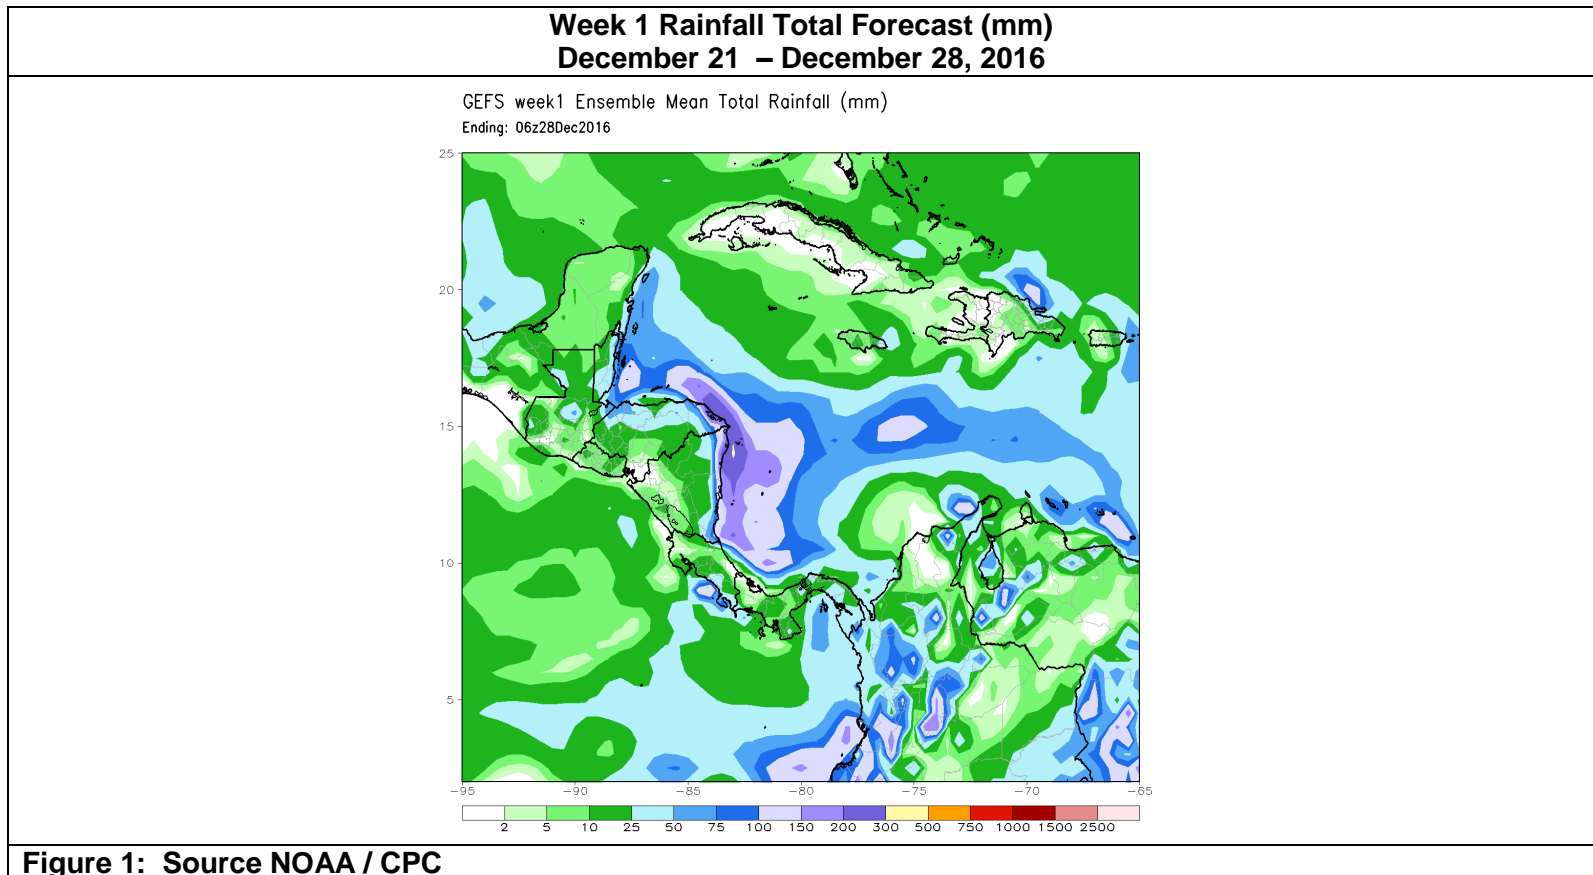 Week 1 Rainfall Total Forecast (mm)
December 21 – December 28, 2016
GEFS week1 Ensemble Mean Total Rainfall (mm)
Ending: 06z28Dec2016
25
20
15
10
5
-95 -90 -85 -80 -75 -70 -65
2 5 10 25 50 75 100 150 200 300 500 750 1000 1500 2500
Figure 1: Source NOAA / CPC